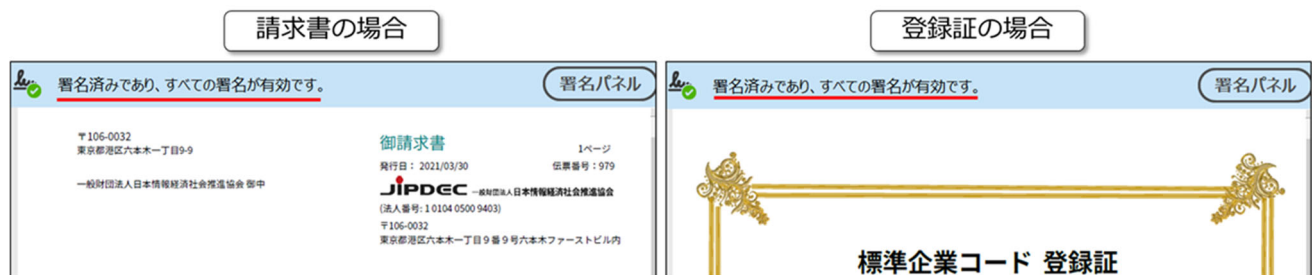 請求書の場合
署名済みであり、すべての署名が有効です。
署名パネル
〒106-0032
東京都港区六本木一丁目9-9
一般財団法人日本情報経済社会推進協会 御中
御請求書
1ページ
発行日： 2021/03/30
伝票番号：979
JIPDEC 一般財団法人日本情報経済社会推進協会
(法人番号: 1 0104 0500 9403)
〒106-0032
東京都港区六本木一丁目９番９号六本木ファーストビル内
登録証の場合
署名済みであり、すべての署名が有効です。
署名パネル
標準企業コード 登録証